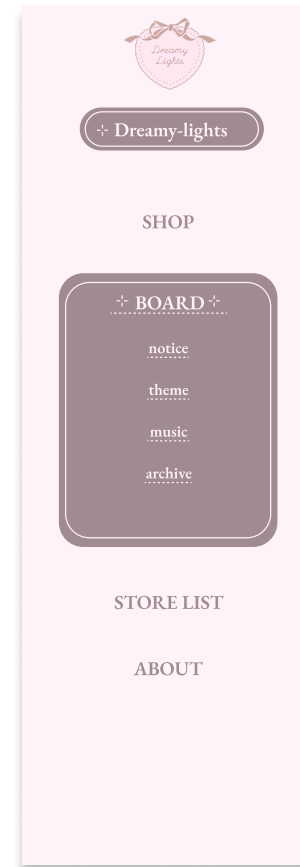 Dreamy
Lights
Dreamy-lights
SHOP
BOARD
notice
theme
music
archive
STORE LIST
ABOUT